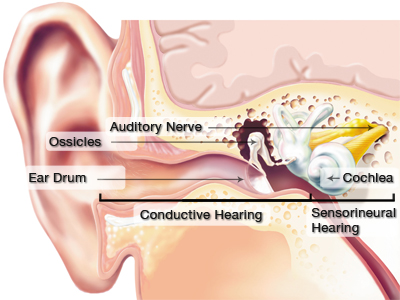 Auditory Nerve
Ossicles
Ear Drum
Cochlea
Conductive Hearing
Sensorineural
Hearing